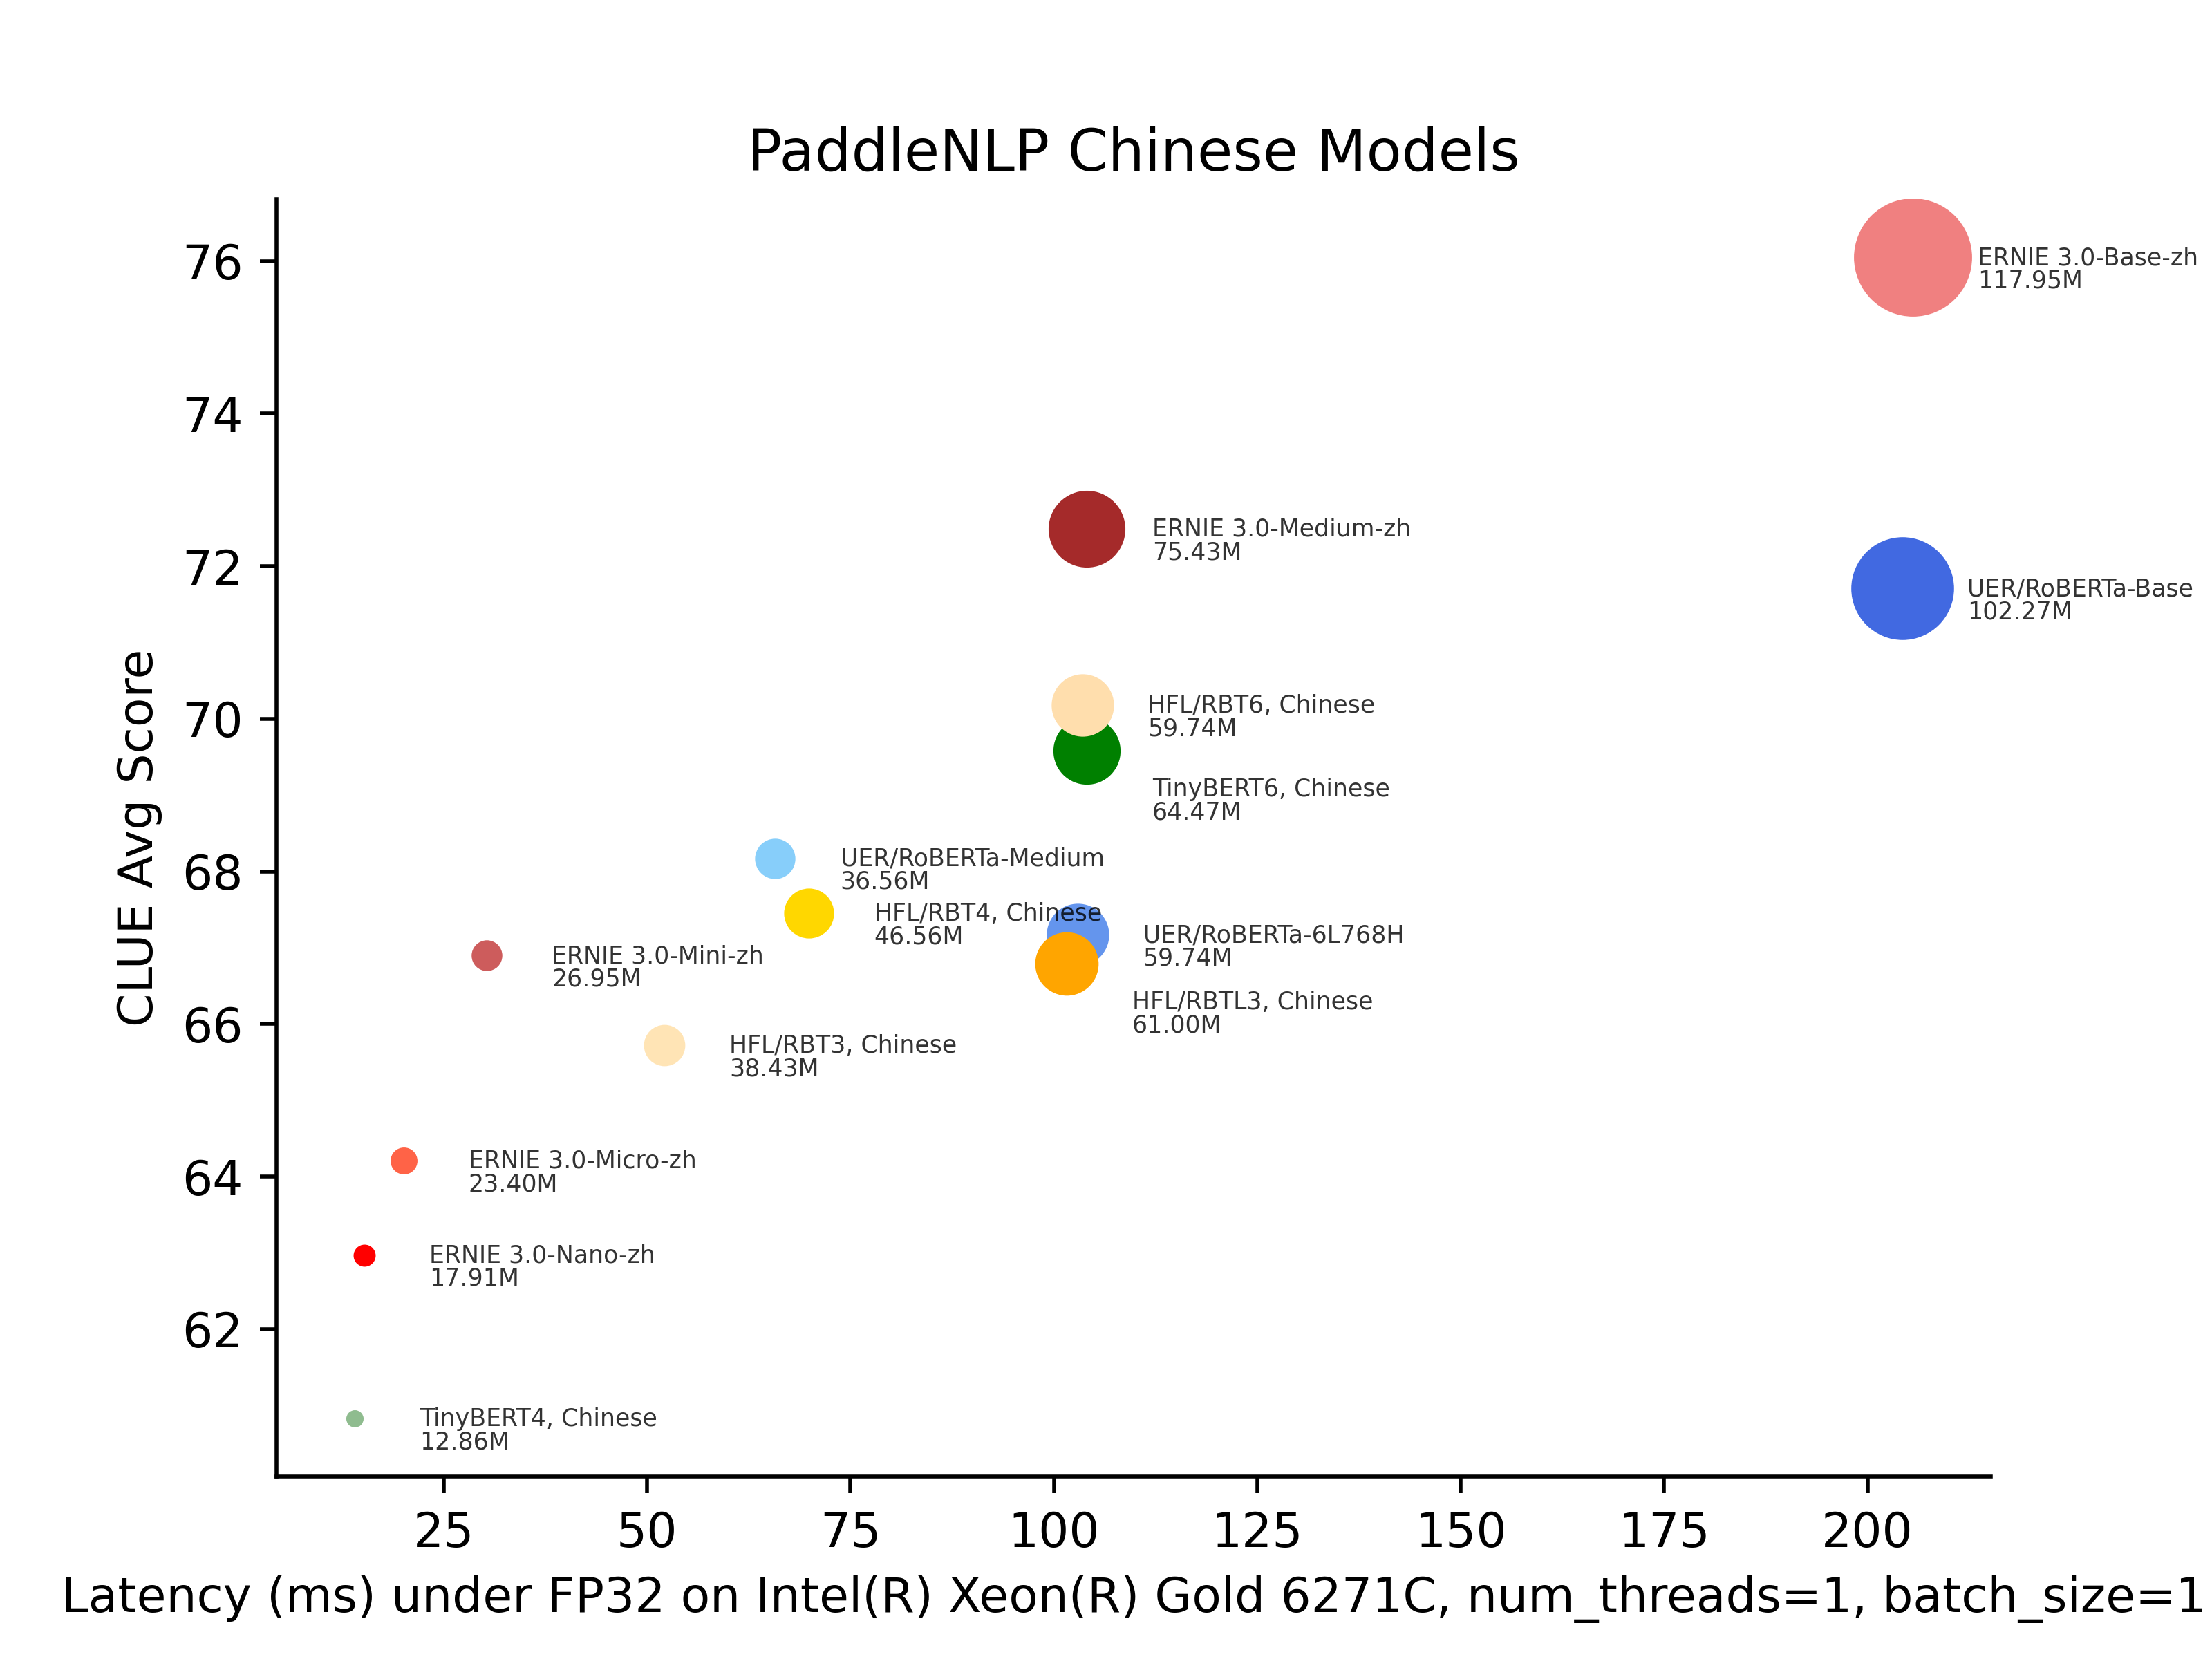 PaddleNLP Chinese Models
76
74
72
70
68
66
64
62
CLUE Avg Score
ERNIE 3.0-Base-zh
117.95M
ERNIE 3.0-Medium-zh
75.43M
UER/RoBERTa-Base
102.27M
HFL/RBT6, Chinese
59.74M
TinyBERT6, Chinese
64.47M
UER/RoBERTa-Medium
36.56M
HFL/RBT4, Chinese
46.56M
UER/RoBERTa-6L768H
59.74M
ERNIE 3.0-Mini-zh
26.95M
HFL/RBTL3, Chinese
61.00M
HFL/RBT3, Chinese
38.43M
ERNIE 3.0-Micro-zh
23.40M
ERNIE 3.0-Nano-zh
17.91M
TinyBERT4, Chinese
12.86M
25 50 75 100 125 150 175 200
Latency (ms) under FP32 on Intel(R) Xeon(R) Gold 6271C, num_threads=1, batch_size=1